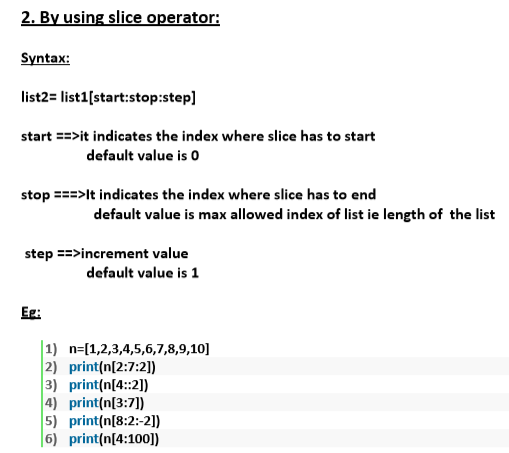 2. By using slice operator:
Syntax:
list2= list1[start:stop:step]
start ==>it indicates the index where slice has to start
default value is 0
stop ===>It indicates the index where slice has to end
default value is max allowed index of list ie length of the list
step ==>increment value
default value is 1
Eg:
1) n=[1,2,3,4,5,6,7,8,9,10]
2) print(n[2:7:2])
3) print(n[4::2])
4) print(n[3:7])
5) print(n[8:2:-2])
6) print(n[4:100])